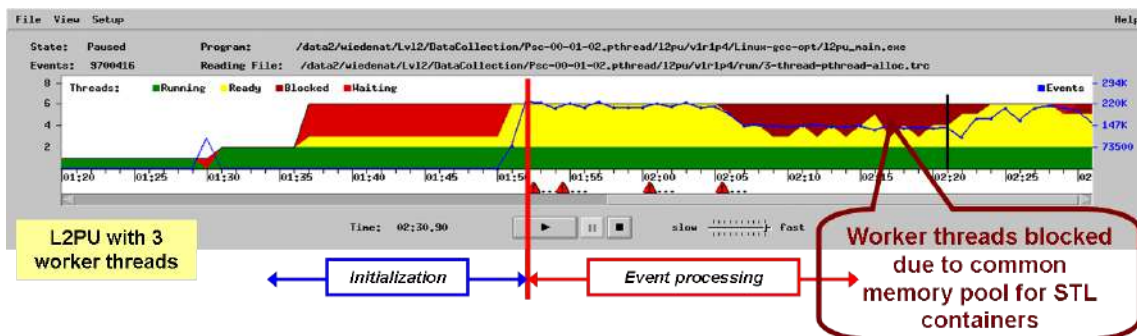 File View Setup Help
State: Paused Program: /data2/wiedenat/Lvl2/DataCollection/Psc-00-01-02.pthread/l2pu/v1r1p4/Linux-gcc-opt/l2pu_main.exe
Events: 9700416 Reading File: /data2/wiedenat/Lvl2/DataCollection/Psc-00-01-02.pthread/l2pu/v1r1p4/run/3-thread-pthread-alloc.trc
8 Threads: Running Ready Blocked Waiting Events 294K
6 220K
4 147K
2 73500
01:20 01:25 01:30 01:35 01:40 01:45 01:50 01:55 02:00 02:05 02:10 02:15 02:20 02:25 02
... ... ... ...
Time: 02:30.90 slow fast
L2PU with 3
worker threads
Initialization
Event processing
Worker threads blocked
due to common
memory pool for STL
containers